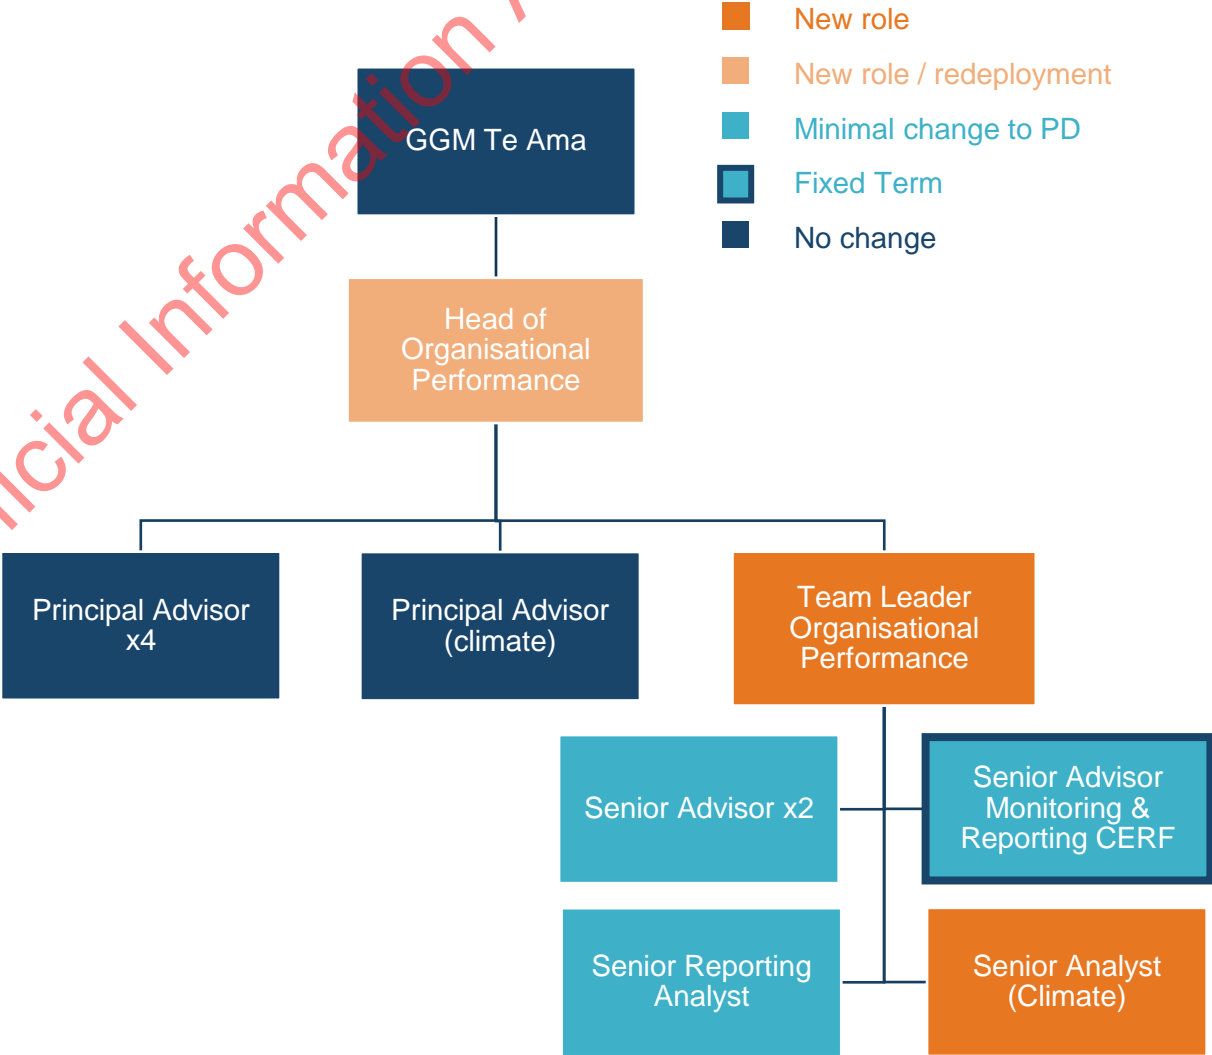 New role
New role / redeployment
Minimal change to PD
Fixed Term
No change
GGM Te Ama
Head of
Organisational
Performance
Principal Advisor
x4
Principal Advisor
(climate)
Team Leader
Organisational
Performance
Senior Advisor x2
Senior Advisor
Monitoring &
Reporting CERF
Senior Reporting
Analyst
Senior Analyst
(Climate)
Information